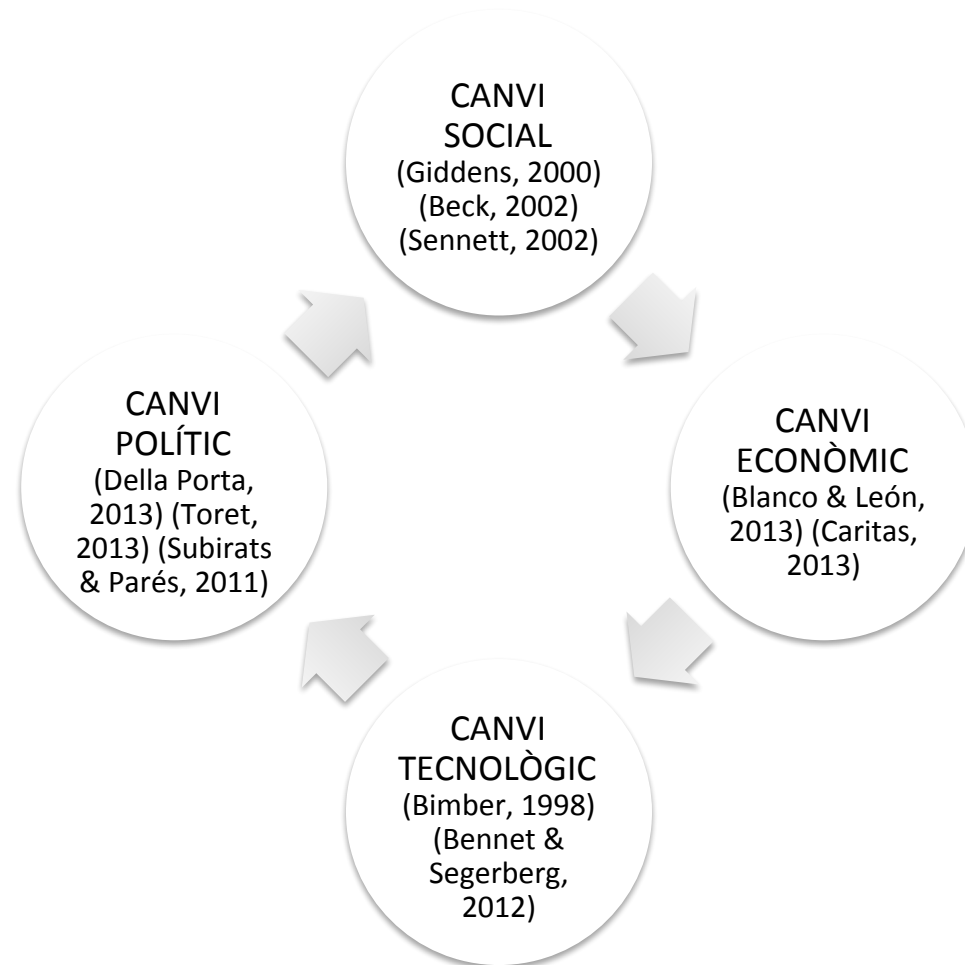 CANVI
SOCIAL
(Giddens, 2000)
(Beck, 2002)
(Sennett, 2002)
CANVI
ECONÒMIC
(Blanco & León,
2013) (Caritas,
2013)
CANVI
TECNOLÒGIC
(Bimber, 1998)
(Bennet &
Segerberg,
2012)
CANVI
POLÍTIC
(Della Porta,
2013) (Toret,
2013) (Subirats
& Parés, 2011)